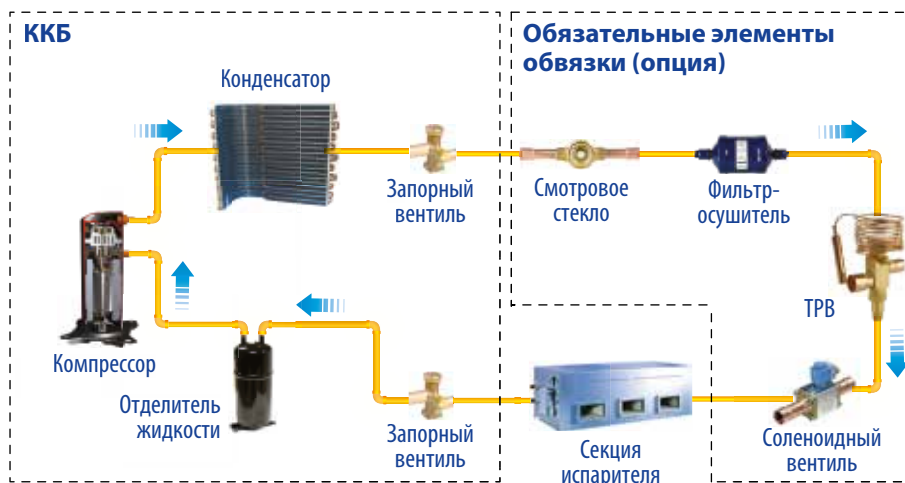 ККБ
Обязательные элементы
обвязки (опция)
Конденсатор
Запорный
вентиль
Смотровое
стекло
Фильтр-
осушитель
ТРВ
Компрессор
Отделитель
жидкости
Запорный
вентиль
Секция
испарителя
Соленоидный
вентиль